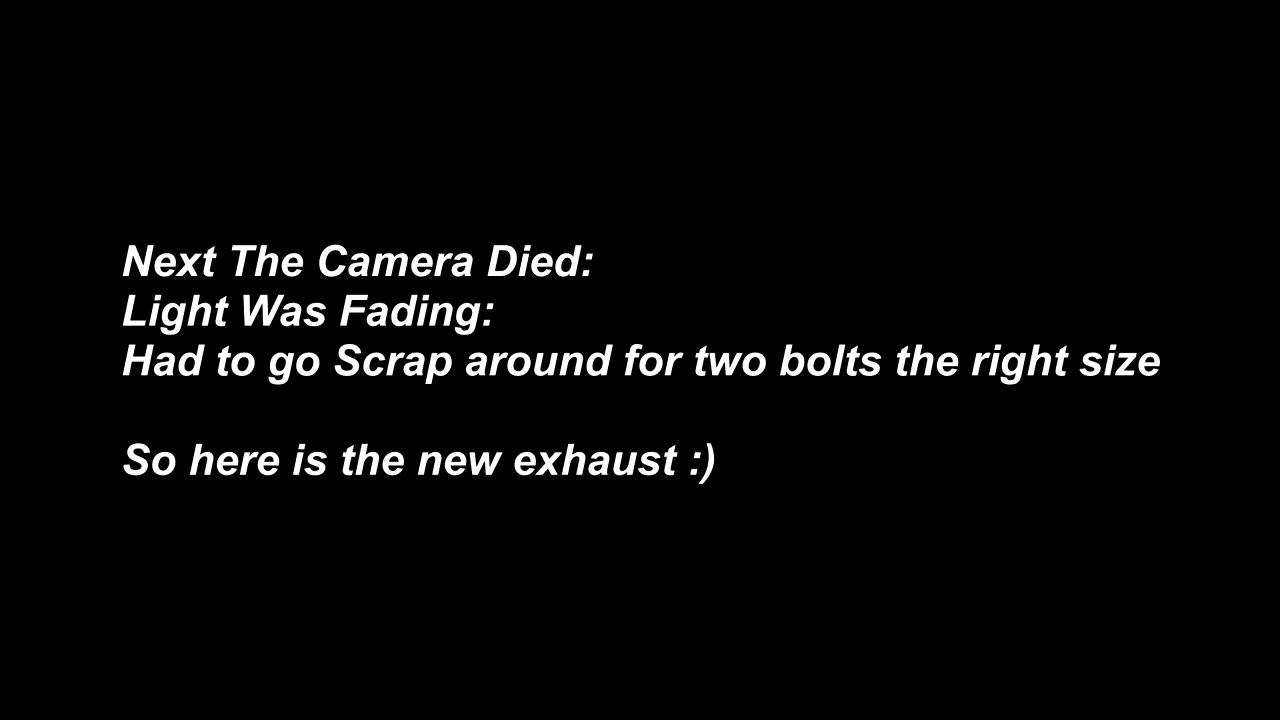 Next The Camera Died:
Light Was Fading:
Had to go Scrap around for two bolts the right size
So here is the new exhaust :)